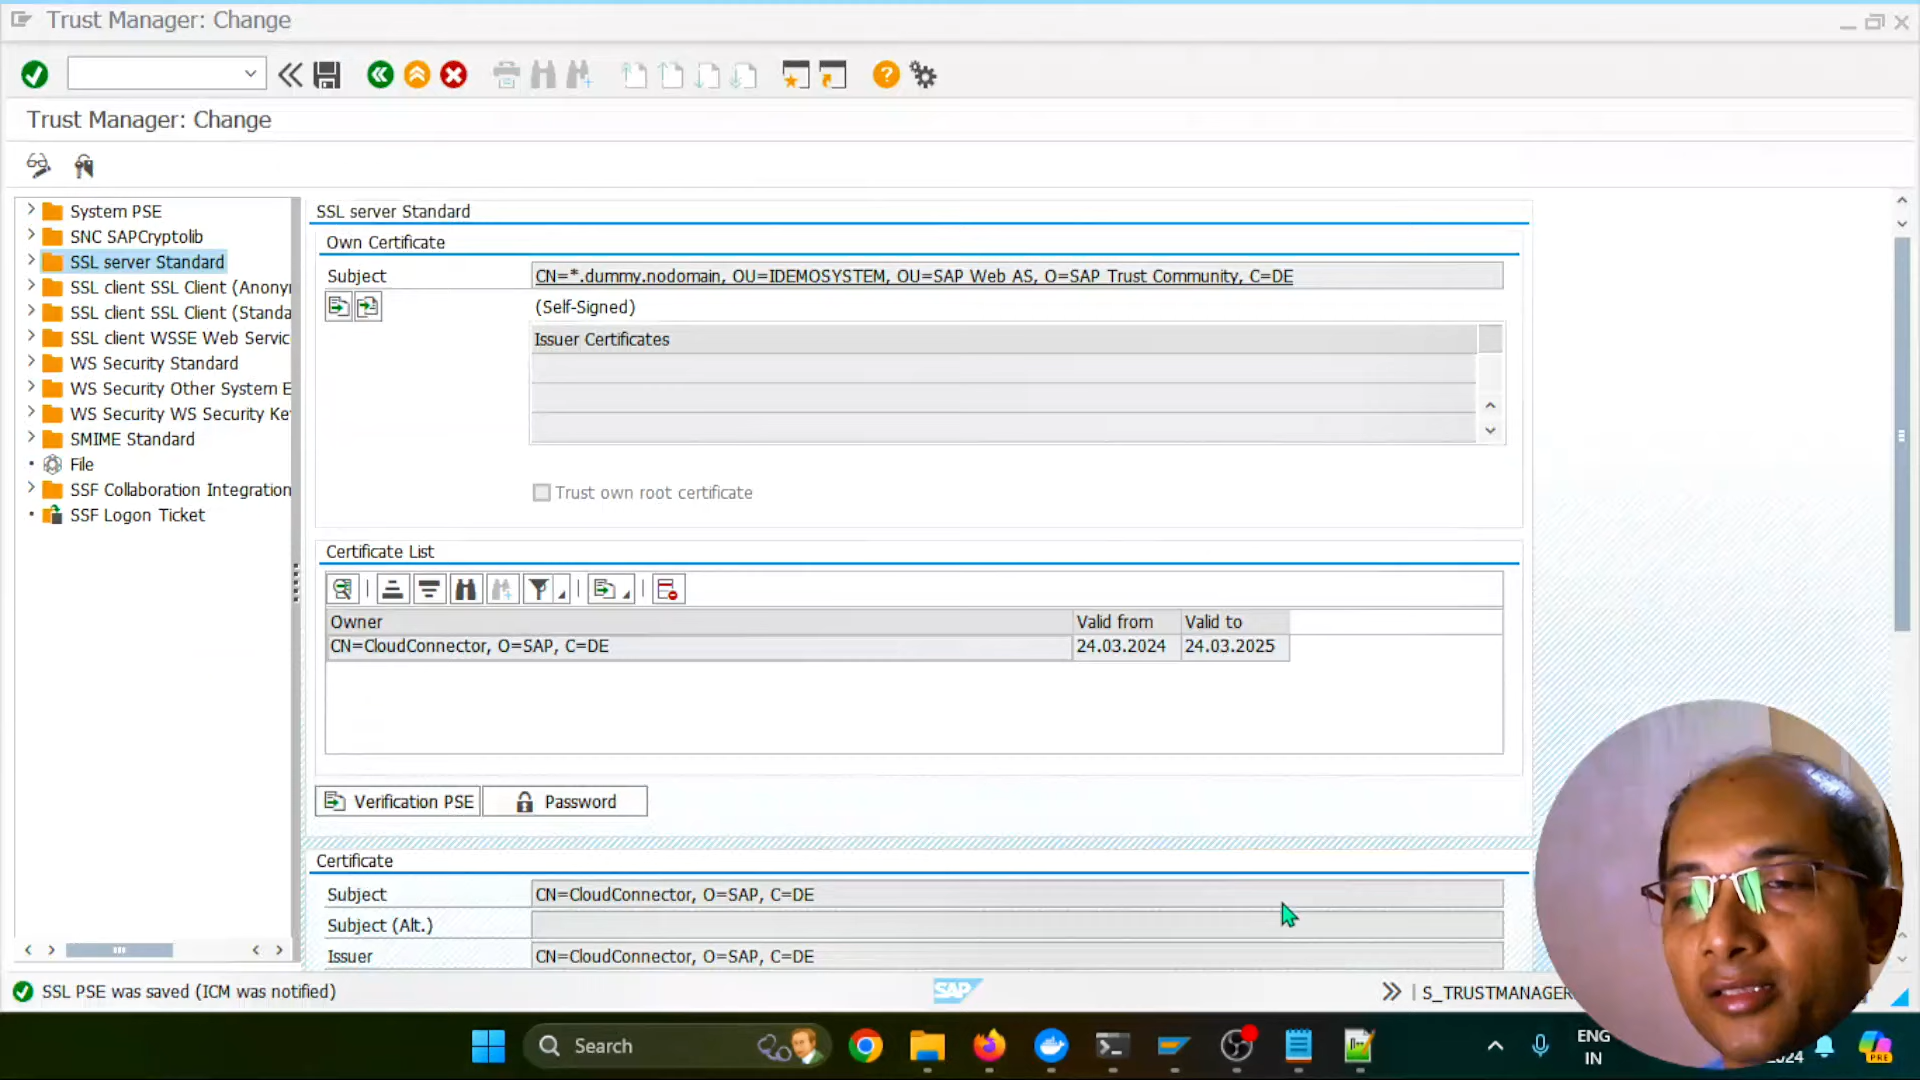 Trust Manager: Change
Trust Manager: Change
System PSE
SNC SAPCryptolib
SSL server Standard
SSL client SSL Client (Anony
SSL client SSL Client (Standa
SSL client WSSE Web Servic
WS Security Standard
WS Security Other System E
WS Security WS Security Ke
SMIME Standard
File
SSF Collaboration Integration
SSF Logon Ticket
SSL server Standard
Own Certificate
Subject CN=*.dummy.nodomain, OU=IDEMOSYSTEM, OU=SAP Web AS, O=SAP Trust Community, C=DE
(Self-Signed)
Issuer Certificates
Trust own root certificate
Certificate List
Owner Valid from Valid to
CN=CloudConnector, O=SAP, C=DE 24.03.2024 24.03.2025
Verification PSE Password
Certificate
Subject CN=CloudConnector, O=SAP, C=DE
Subject (Alt.)
Issuer CN=CloudConnector, O=SAP, C=DE
SSL PSE was saved (ICM was notified) SAP S_TRUSTMANAGER
Search ENG
IN
2024
PRE